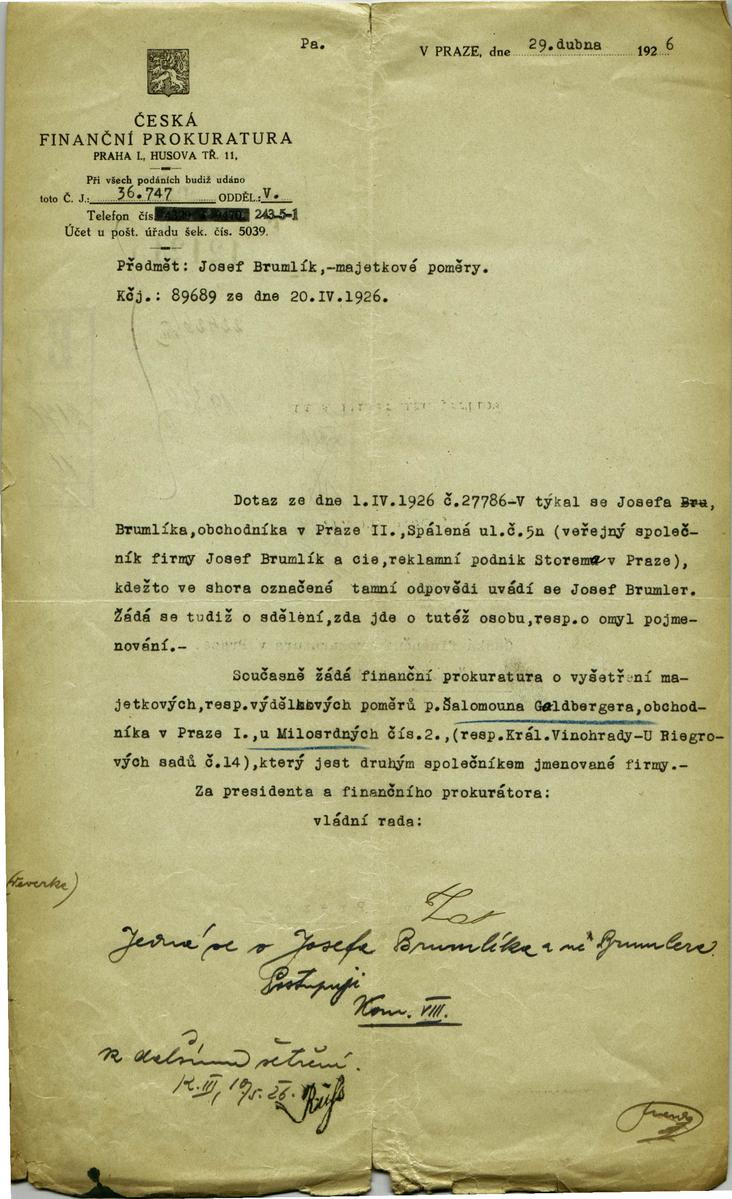 Pa.
V PRAZE, dne 29.dubna 1926
ČESKÁ
FINANČNÍ PROKURATURA
PRAHA I., HUSOVA TŘ. 11,
Při všech podáních budiž udáno
toto Č. J.: 36.747 ODDĚL.: V.
Telefon čís. 243-5-1
Účet u pošt. úřadu šek. čís. 5039.
Předmět: Josef Brumlík,-majetkové poměry.
Kčj.: 89689 ze dne 20.IV.1926.
Dotaz ze dne 1.IV.1926 č.27786-V týkal se Josefa Bru,
Brumlíka,obchodníka v Praze II.,Spálená ul.č.5n (veřejný společ-
ník firmy Josef Brumlík a cie,reklamní podnik Storema v Praze),
kdežto ve shora označené tamní odpovědi uvádí se Josef Brumler.
Žádá se tudiž o sdělení,zda jde o tutéž osobu,resp.o omyl pojme-
nování.-
Současně žádá finanční prokuratura o vyšetření ma-
jetkových,resp.výdělkových poměrů p.Šalomouna Goldbergera,obchod-
níka v Praze I.,u Milosrdných čís.2.,(resp.Král.Vinohrady-U Riegro-
vých sadů č.14),který jest druhým společníkem jmenované firmy.-
Za presidenta a finančního prokurátora:
vládní rada:
Jedná se o Josefa Brumlíka a ne Brumlera.
Postupuji
Kom. VIII.
k dalšímu šetření.
K. III,